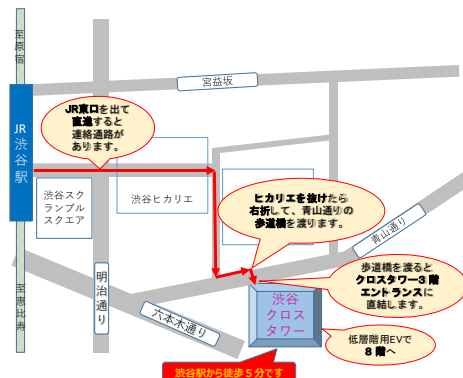 至原宿
宮益坂
JR
渋谷駅
JR東口を出て
直進すると
連絡通路が
あります。
渋谷スク
ランブル
スクエア
渋谷ヒカリエ
ヒカリエを抜けたら
右折して、青山通りの
歩道橋を渡ります。
青山通り
歩道橋を渡ると
クロスタワー3階
エントランスに
直結します。
明治通り
六本木通り
渋谷
クロス
タワー
低層階用EVで
8階へ
至恵比寿
渋谷駅から徒歩5分です